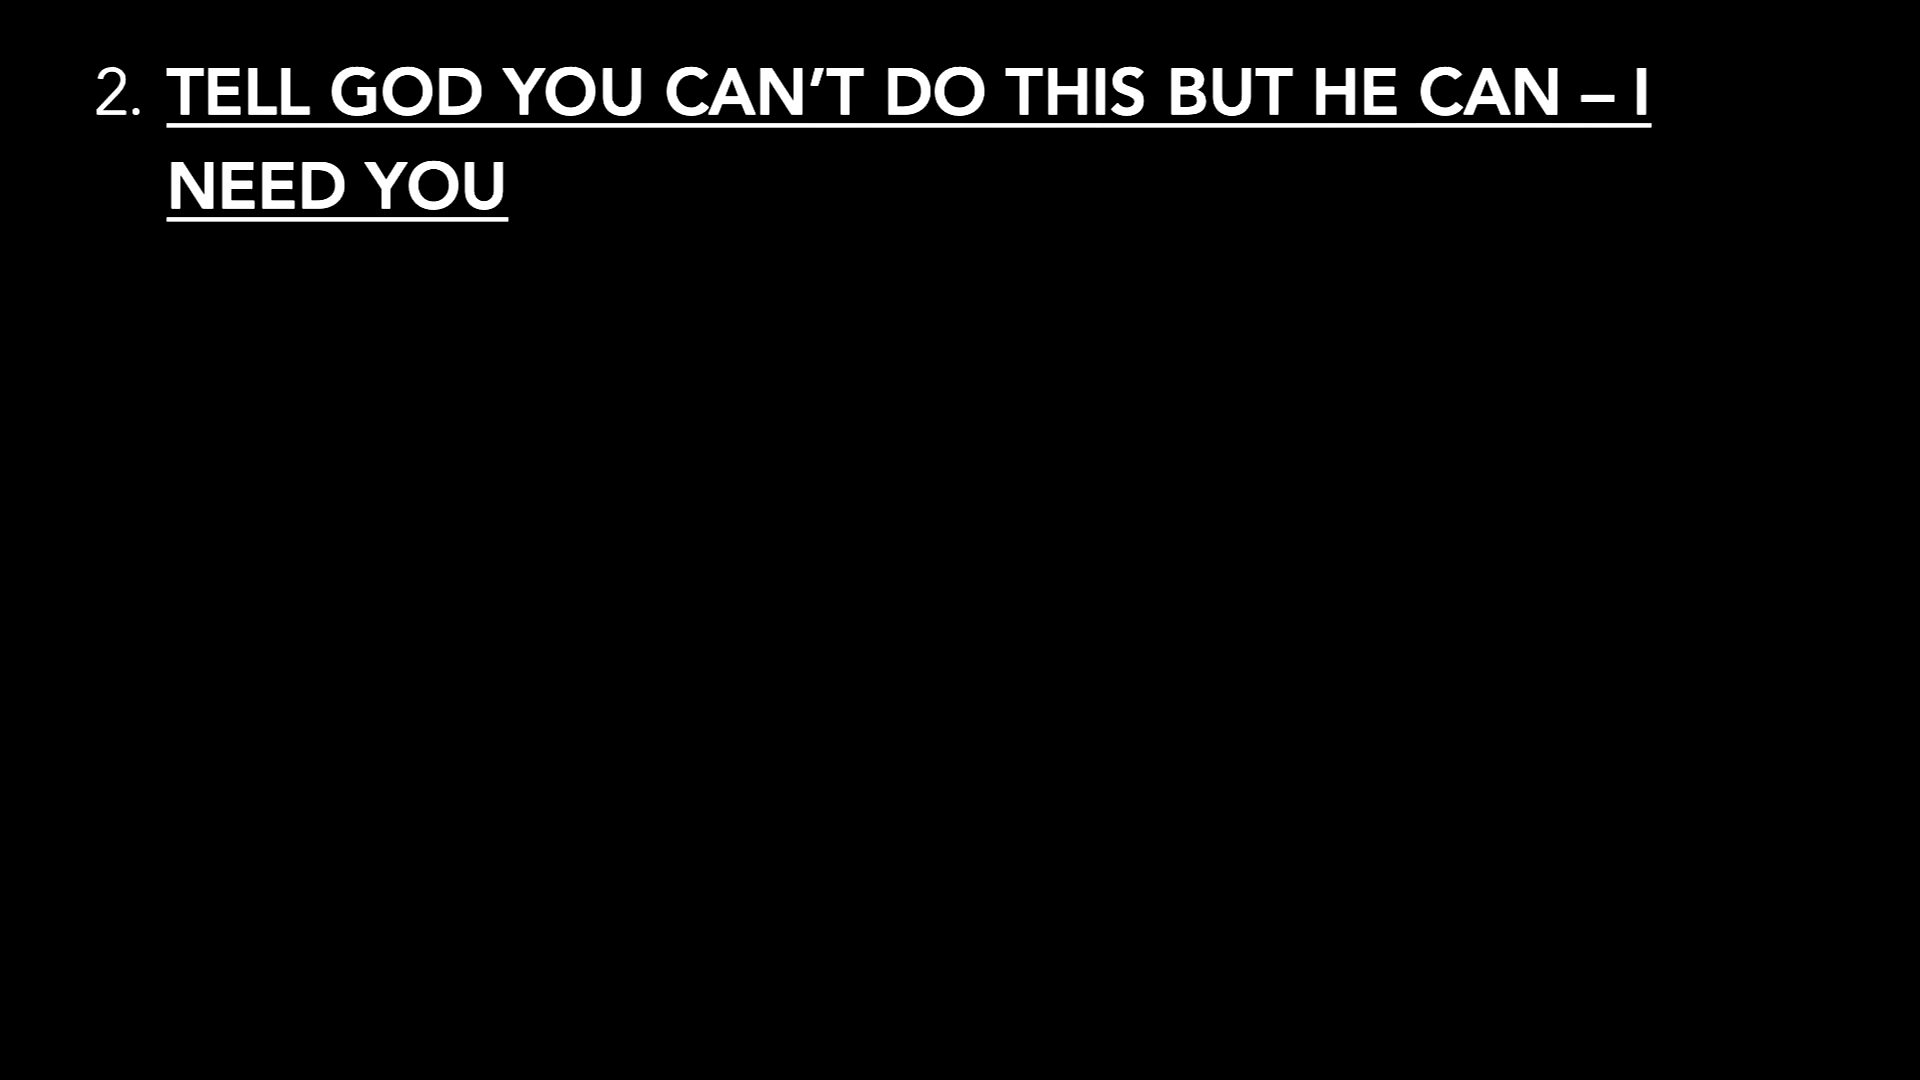 2. TELL GOD YOU CAN’T DO THIS BUT HE CAN – I
NEED YOU